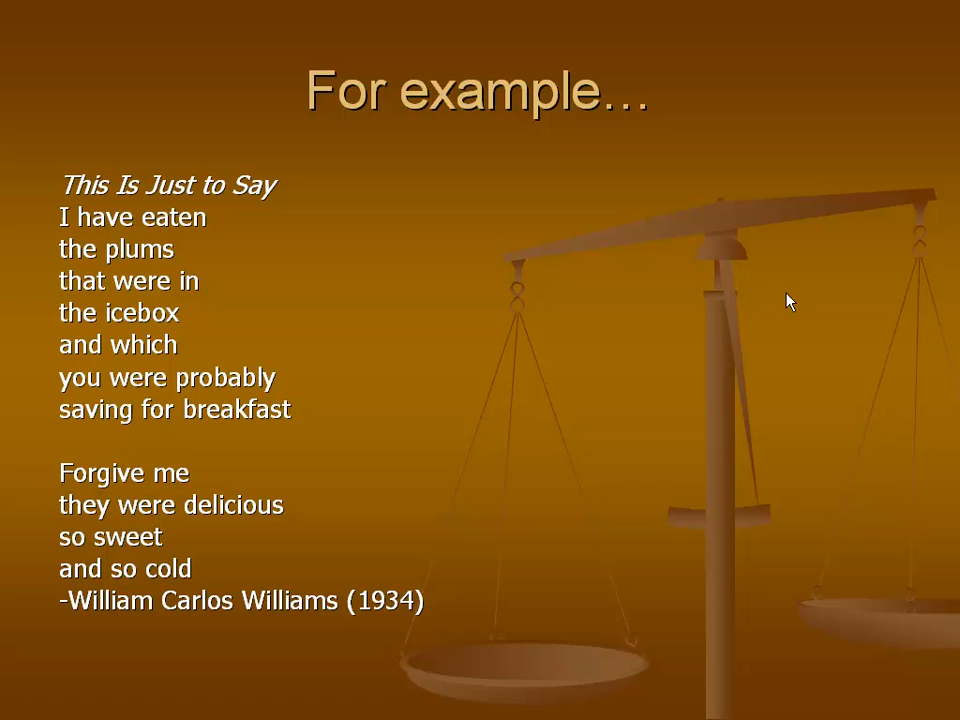 For example…
This Is Just to Say
I have eaten
the plums
that were in
the icebox
and which
you were probably
saving for breakfast
Forgive me
they were delicious
so sweet
and so cold
-William Carlos Williams (1934)